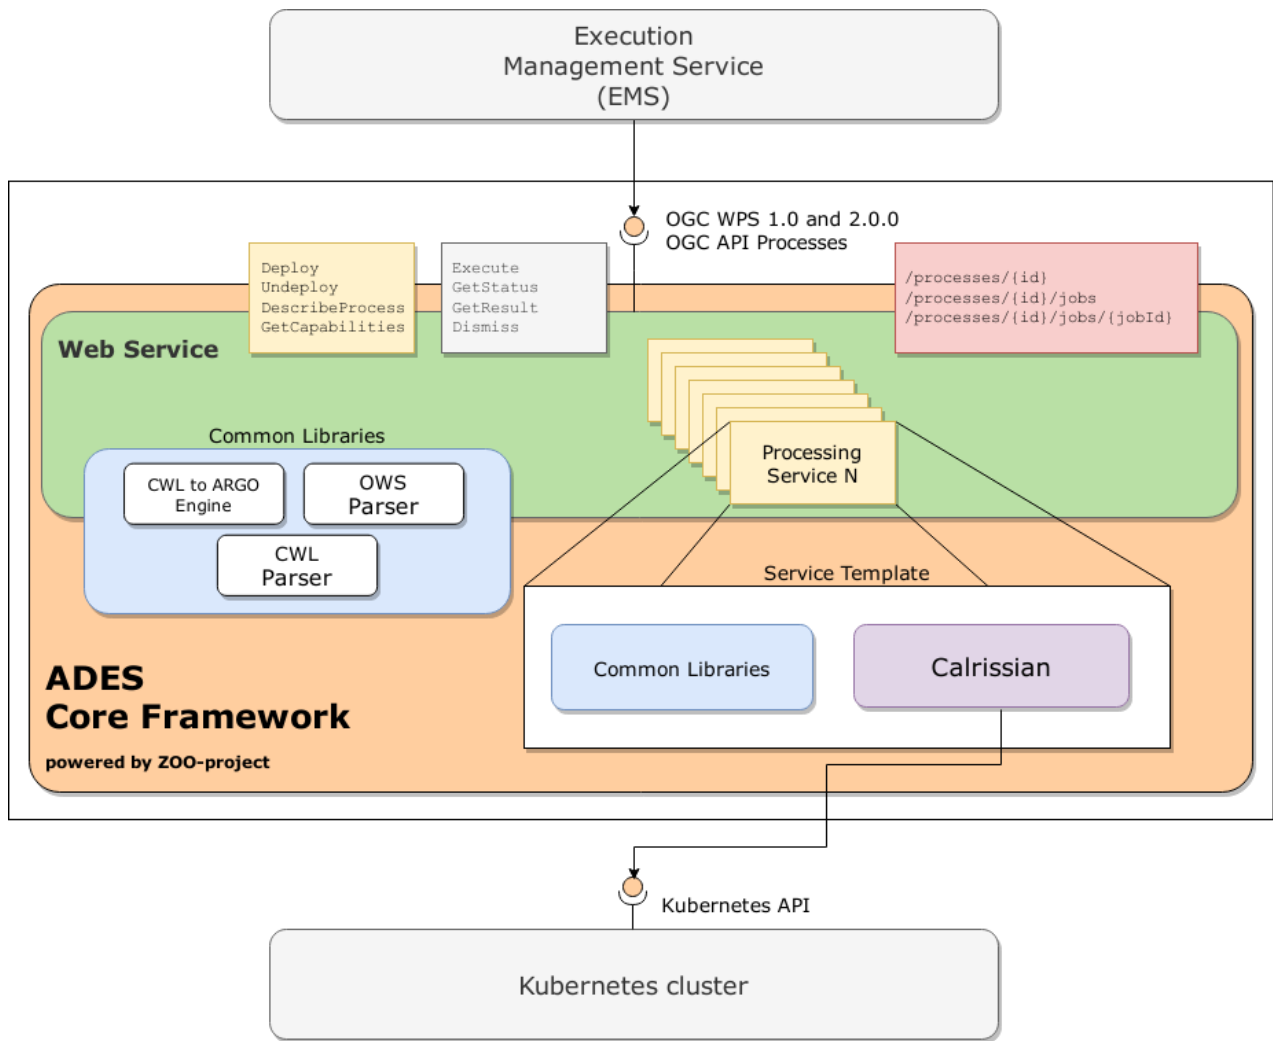 Execution
Management Service
(EMS)
OGC WPS 1.0 and 2.0.0
OGC API Processes
Deploy
Undeploy
DescribeProcess
GetCapabilities
Execute
GetStatus
GetResult
Dismiss
/processes/{id}
/processes/{id}/jobs
/processes/{id}/jobs/{jobId}
Web Service
Common Libraries
CWL to ARGO
Engine
OWS
Parser
CWL
Parser
Processing
Service N
Service Template
Common Libraries
Calrissian
ADES
Core Framework
powered by ZOO-project
Kubernetes API
Kubernetes cluster